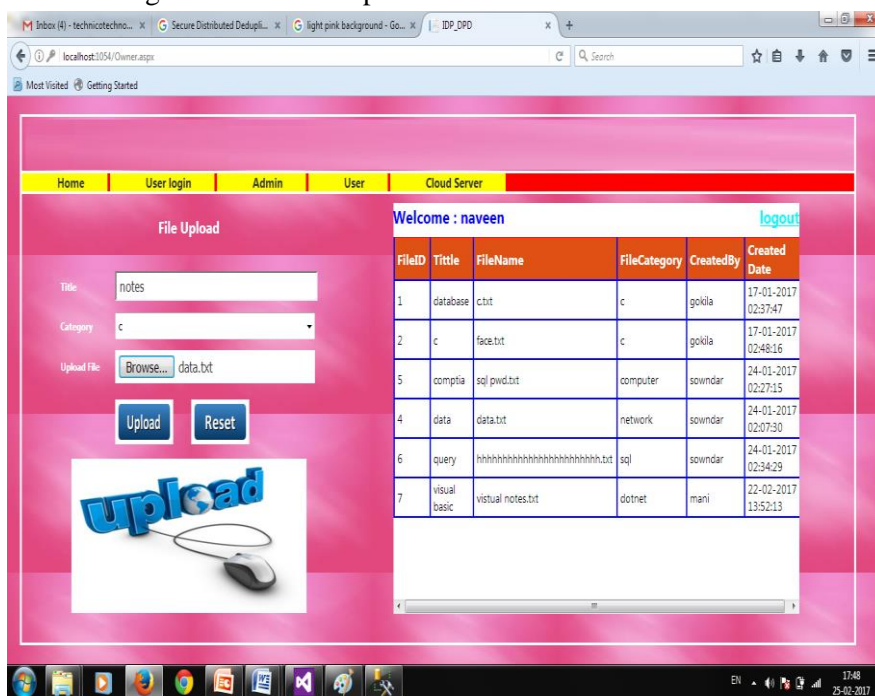 Inbox (4) - technicotechno... x Secure Distributed Dedupli... x light pink background - Go... x IDP_DPD x +
localhost:1054/Owner.aspx Search
Most Visited Getting Started
Home User login Admin User Cloud Server
File Upload
Title notes
Category c
Upload File Browse... data.txt
Upload Reset
upload
Welcome : naveen logout
FileID Tittle FileName FileCategory CreatedBy Created Date
1 database c.txt c gokila 17-01-2017 02:37:47
2 c face.txt c gokila 17-01-2017 02:48:16
5 comptia sql pwd.txt computer sowndar 24-01-2017 02:27:15
4 data data.txt network sowndar 24-01-2017 02:07:30
6 query hhhhhhhhhhhhhhhhhhhhhhhh.txt sql sowndar 24-01-2017 02:34:29
7 visual basic vistual notes.txt dotnet mani 22-02-2017 13:52:13
EN 17:48
25-02-2017